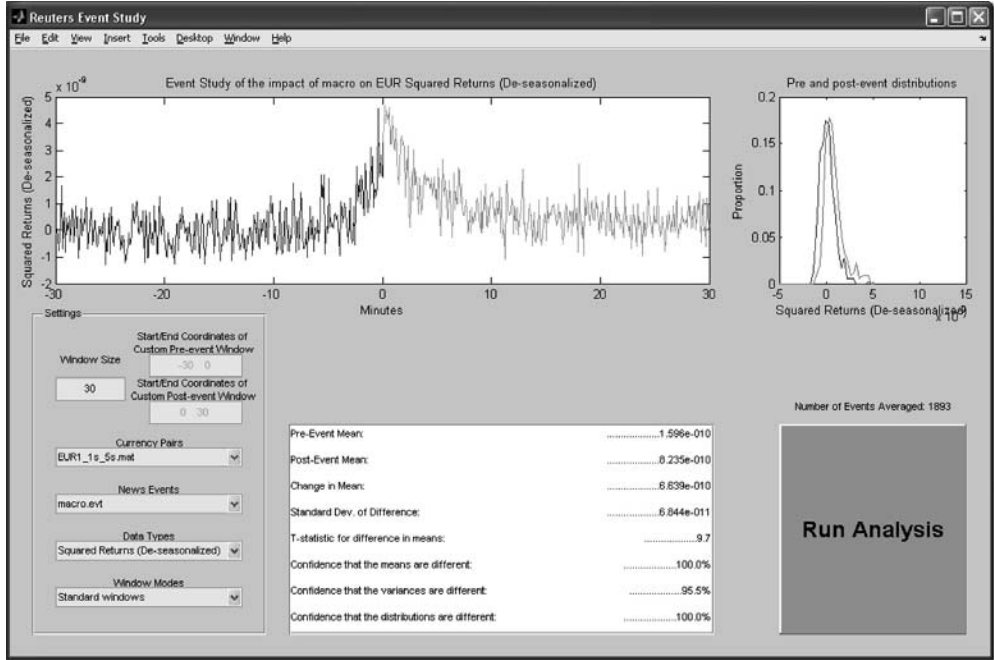 Reuters Event Study
File Edit View Insert Tools Desktop Window Help
Event Study of the impact of macro on EUR Squared Returns (De-seasonalized)
x 10⁻⁹
Squared Returns (De-seasonalized)
5
4
3
2
1
0
-1
-2
-30 -20 -10 0 10 20 30
Minutes
Pre and post-event distributions
Proportion
0.2
0.15
0.1
0.05
0
-5 0 5 10 15
Squared Returns (De-seasonalized)
x 10⁻⁹
Settings
Window Size
30
Start/End Coordinates of
Custom Pre-event Window
-30 0
Start/End Coordinates of
Custom Post-event Window
0 30
Currency Pairs
EUR1_1s_5s.mat
News Events
macro.evt
Data Types
Squared Returns (De-seasonalized)
Window Modes
Standard windows
Pre-Event Mean: ....................1.596e-010
Post-Event Mean: ....................8.235e-010
Change in Mean: ....................6.639e-010
Standard Dev. of Difference: ....................6.844e-011
T-statistic for difference in means: ....................9.7
Confidence that the means are different: ....................100.0%
Confidence that the variances are different: ....................95.5%
Confidence that the distributions are different: ....................100.0%
Number of Events Averaged: 1893
Run Analysis